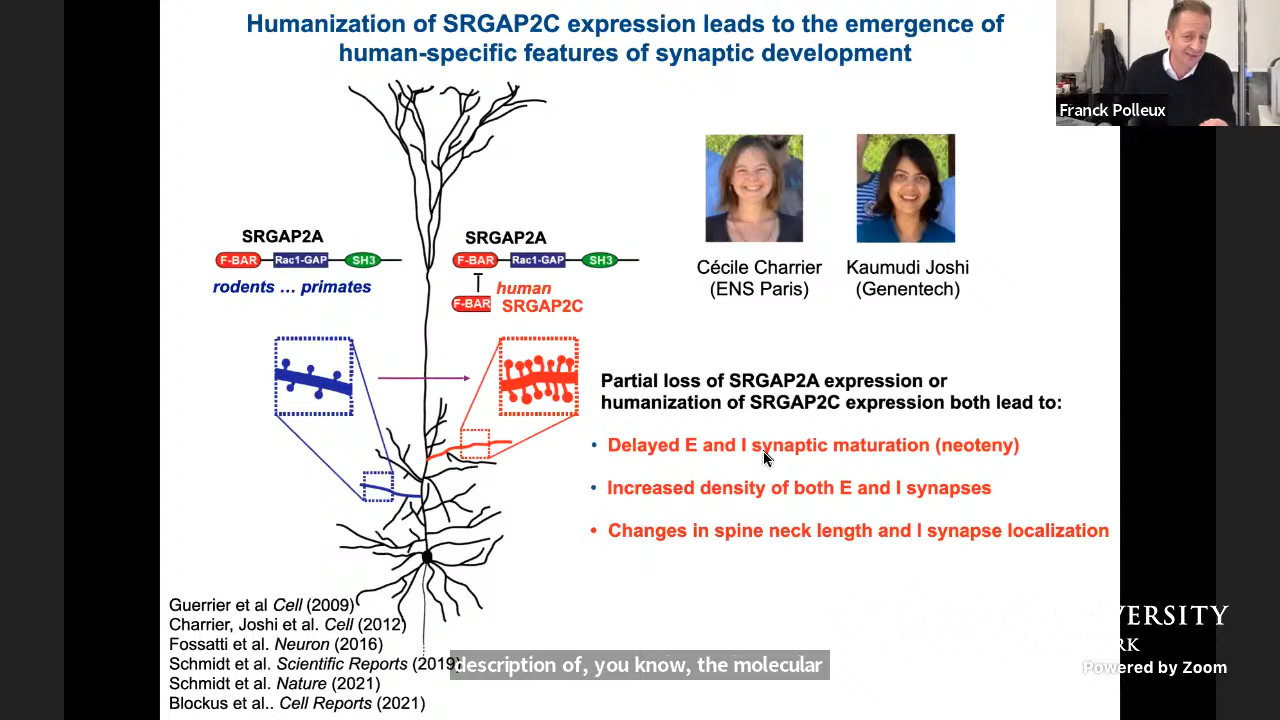 Humanization of SRGAP2C expression leads to the emergence of
human-specific features of synaptic development
Franck Polleux
SRGAP2A
F-BAR Rac1-GAP SH3
rodents … primates
SRGAP2A
F-BAR Rac1-GAP SH3
human
F-BAR SRGAP2C
Cécile Charrier
(ENS Paris)
Kaumudi Joshi
(Genentech)
Partial loss of SRGAP2A expression or
humanization of SRGAP2C expression both lead to:
• Delayed E and I synaptic maturation (neoteny)
• Increased density of both E and I synapses
• Changes in spine neck length and I synapse localization
Guerrier et al Cell (2009)
Charrier, Joshi et al. Cell (2012)
Fossati et al. Neuron (2016)
Schmidt et al. Scientific Reports (2019)
Schmidt et al. Nature (2021)
Blockus et al.. Cell Reports (2021)
description of, you know, the molecular
VERSITY
RK
Powered by Zoom